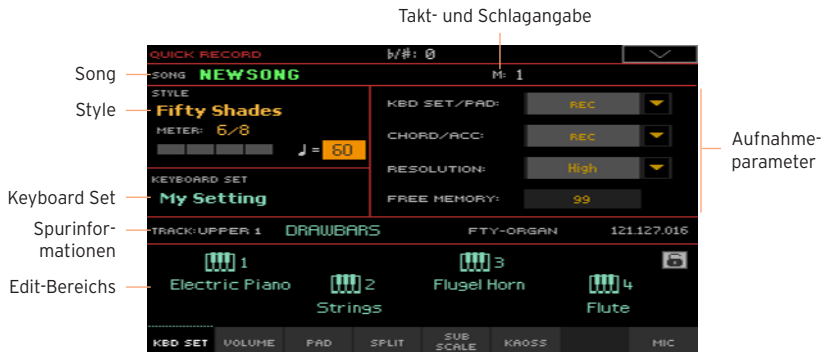 Takt- und Schlagangabe
QUICK RECORD
♭/#: 0
Song
SONG NEWSONG
M: 1
Style
STYLE
Fifty Shades
METER: 6/8
♩ = 60
KBD SET/PAD: REC
CHORD/ACC: REC
RESOLUTION: High
FREE MEMORY: 99
Aufnahme-
parameter
Keyboard Set
KEYBOARD SET
My Setting
Spurinfor-
mationen
TRACK: UPPER 1 DRAWBARS FTY-ORGAN 121.127.016
Edit-Bereichs
1
Electric Piano
2
Strings
3
Flugel Horn
4
Flute
KBD SET VOLUME PAD SPLIT SUB SCALE KAOSS MIC